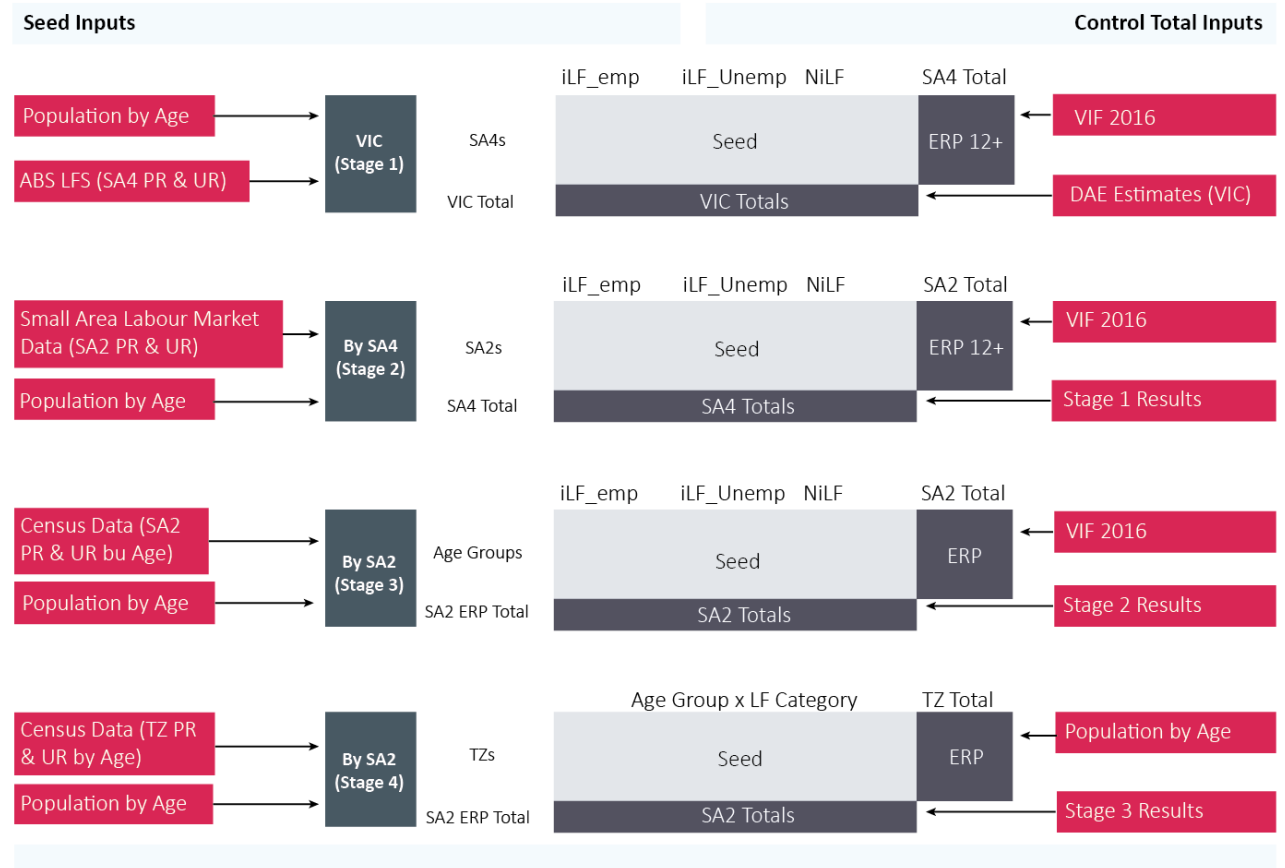 Seed Inputs
Control Total Inputs
iLF_emp iLF_Unemp NiLF SA4 Total
Population by Age
VIC
(Stage 1)
SA4s
Seed
ERP 12+
VIF 2016
ABS LFS (SA4 PR & UR)
VIC Total
VIC Totals
DAE Estimates (VIC)
iLF_emp iLF_Unemp NiLF SA2 Total
Small Area Labour Market
Data (SA2 PR & UR)
By SA4
(Stage 2)
SA2s
Seed
ERP 12+
VIF 2016
Population by Age
SA4 Total
SA4 Totals
Stage 1 Results
iLF_emp iLF_Unemp NiLF SA2 Total
Census Data (SA2
PR & UR bu Age)
By SA2
(Stage 3)
Age Groups
Seed
ERP
VIF 2016
Population by Age
SA2 ERP Total
SA2 Totals
Stage 2 Results
Age Group x LF Category TZ Total
Census Data (TZ PR
& UR by Age)
By SA2
(Stage 4)
TZs
Seed
ERP
Population by Age
Population by Age
SA2 ERP Total
SA2 Totals
Stage 3 Results